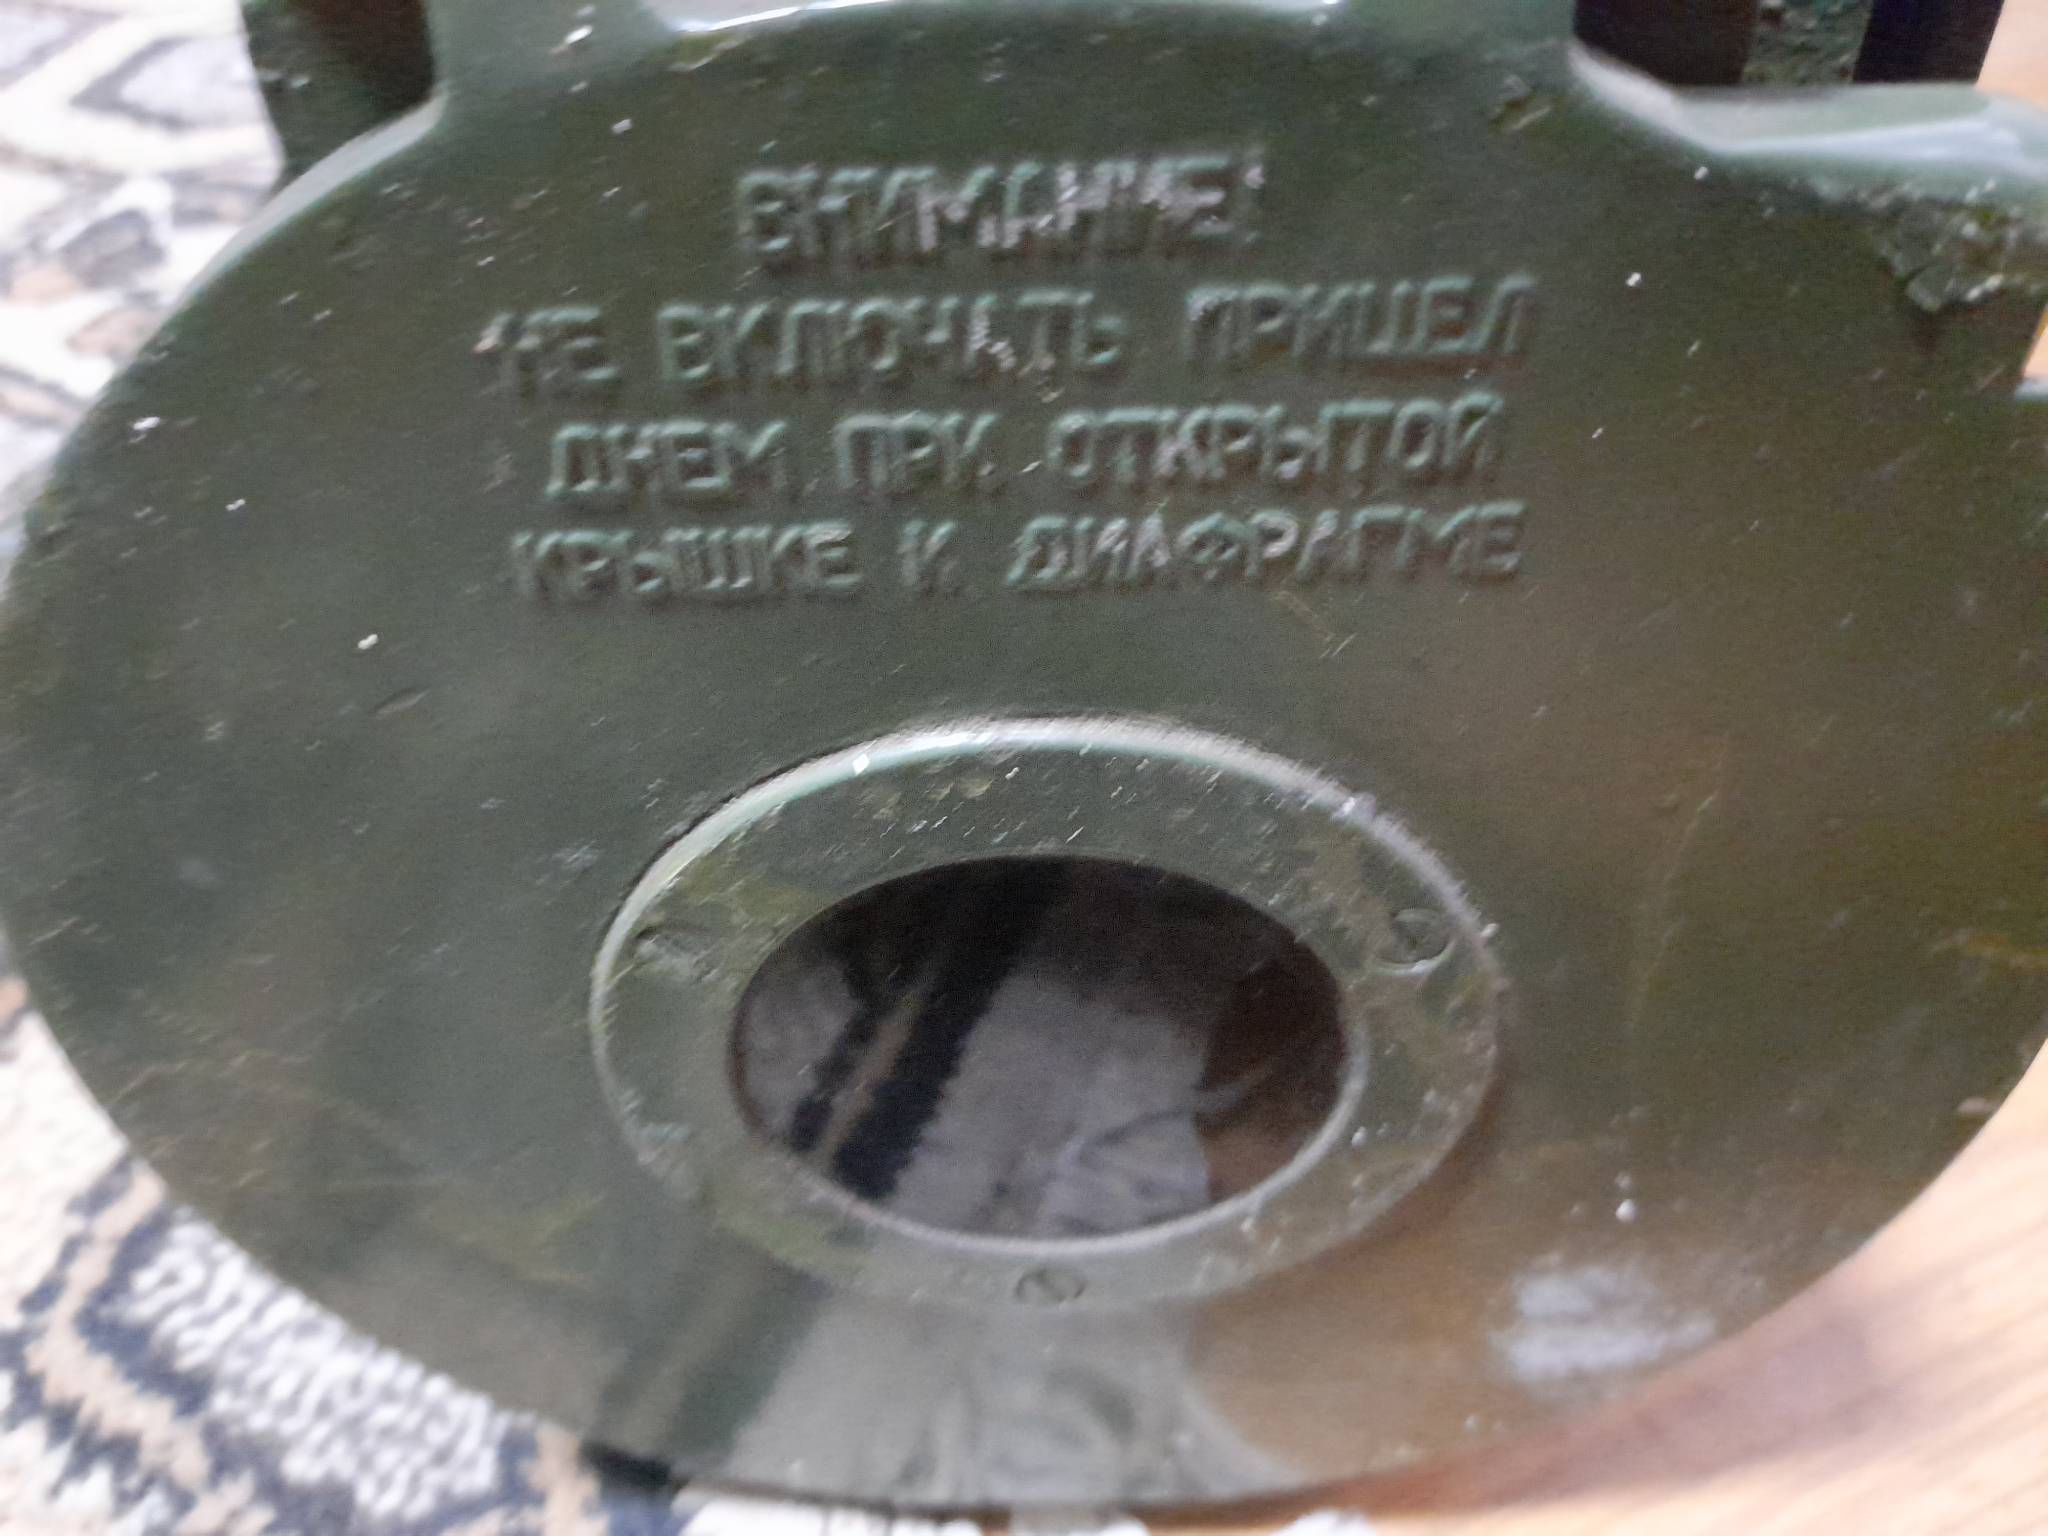 ВНИМАНИЕ!
НЕ ВКЛЮЧАТЬ ПРИЦЕЛ
ДНЕМ ПРИ ОТКРЫТОЙ
КРЫШКЕ И ДИАФРАГМЕ